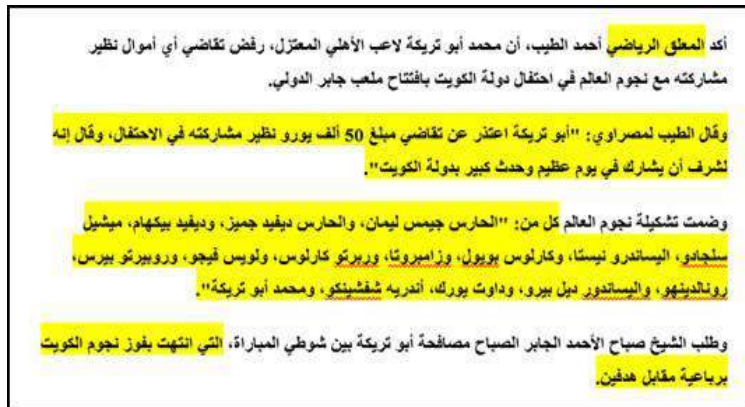 أكد المعلق الرياضي أحمد الطيب، أن محمد أبو تريكة لاعب الأهلي المعتزل، رفض تقاضي أي أموال نظير
مشاركته مع نجوم العالم في احتفال دولة الكويت بافتتاح ملعب جابر الدولي.
وقال الطيب لمصراوي: "أبو تريكة اعتذر عن تقاضي مبلغ 50 ألف يورو نظير مشاركته في الاحتفال، وقال إنه
لشرف أن يشارك في يوم عظيم وحدث كبير بدولة الكويت".
وضمت تشكيلة نجوم العالم كل من: "الحارس جيمس ليمان، والحارس ديفيد جميز، وديفيد بيكهام، ميشيل
سلجادو، اليساندرو نيستا، وكارلوس بويول، وزامبروتا، وربرتو كارلوس، ولويس فيجو، وروبيرتو بيرس،
رونالدينهو، واليساندور ديل بيرو، وداوت يورك، أندريه شفشينكو، ومحمد أبو تريكة".
وطلب الشيخ صباح الأحمد الجابر الصباح مصافحة أبو تريكة بين شوطي المباراة، التي انتهت بفوز نجوم الكويت
برباعية مقابل هدفين.